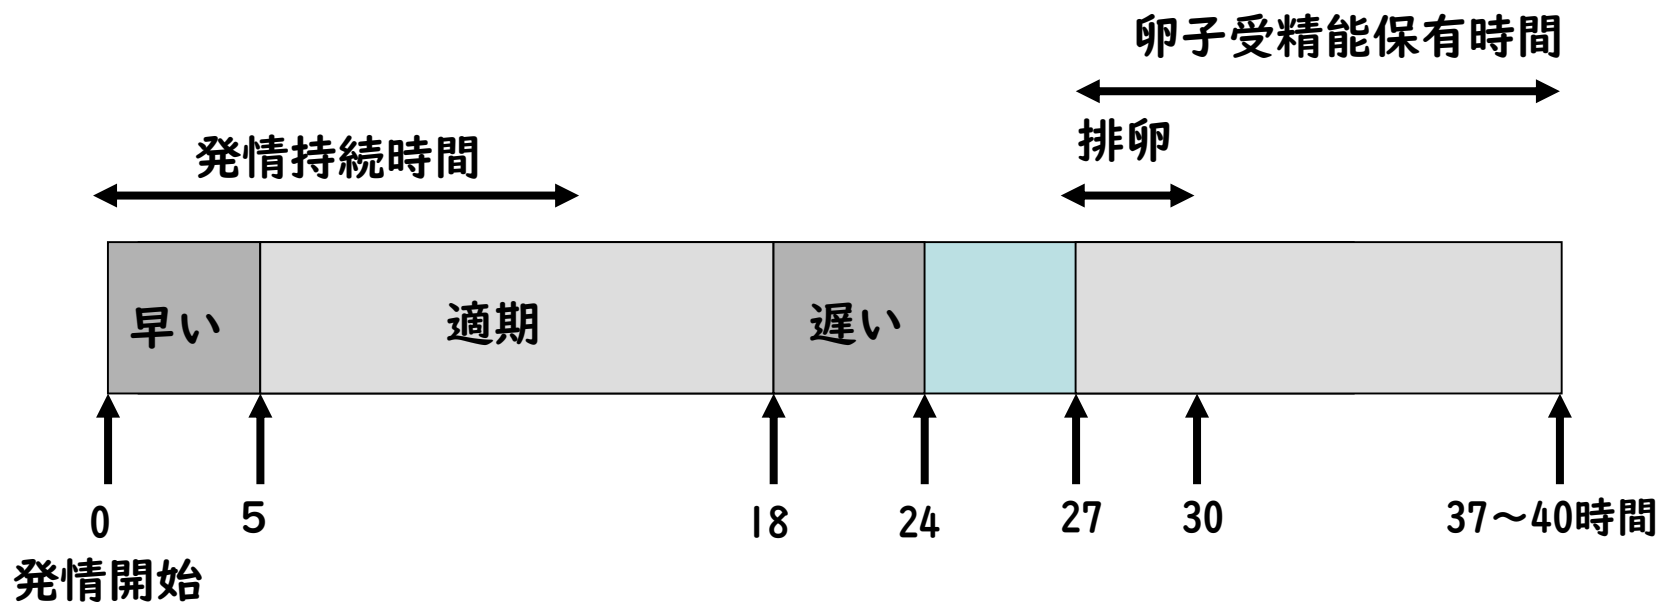 卵子受精能保有時間
排卵
発情持続時間
早い
適期
遅い
0
5
18
24
27
30
37~40時間
発情開始